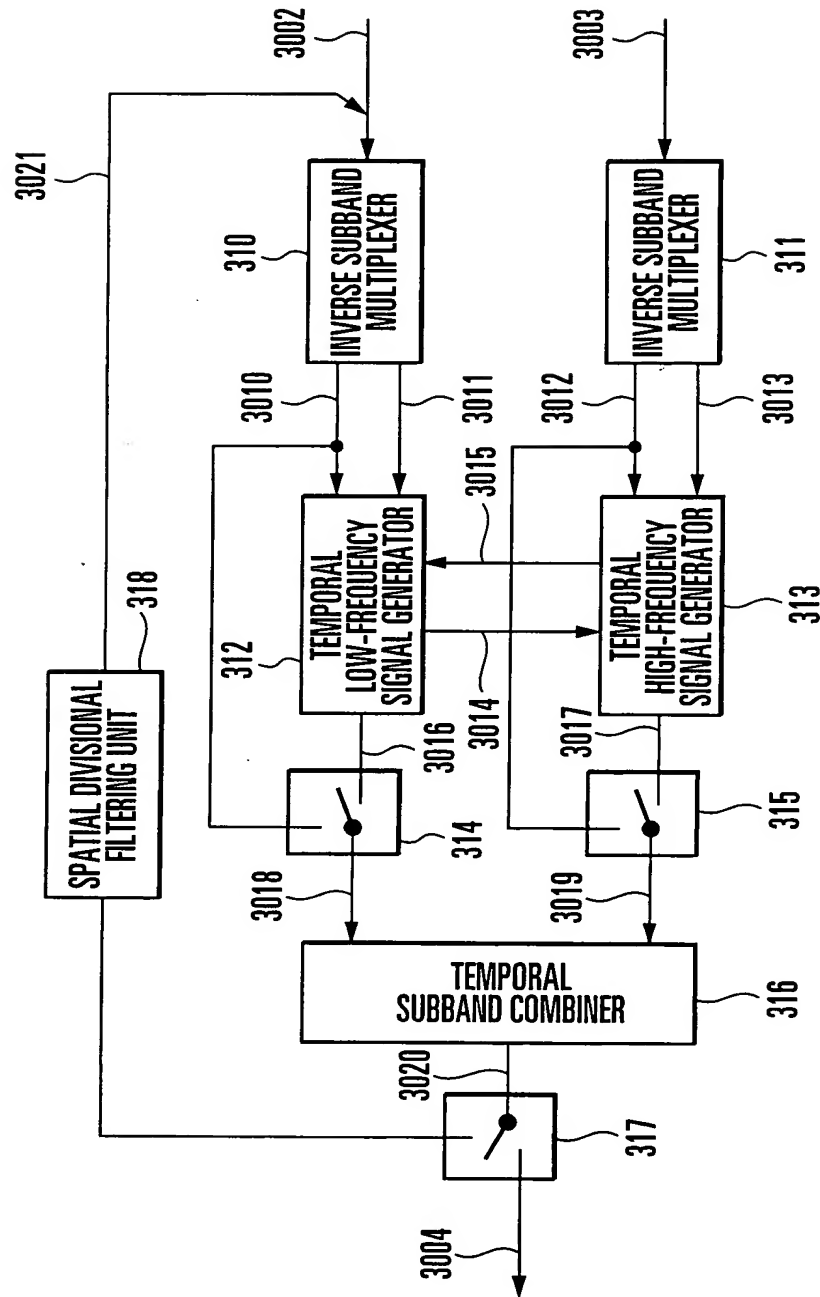 3021
3002
3003
310
INVERSE SUBBAND
MULTIPLEXER
INVERSE SUBBAND
MULTIPLEXER
311
3010
3011
3012
3013
318
SPATIAL DIVISIONAL
FILTERING UNIT
312
TEMPORAL
LOW-FREQUENCY
SIGNAL GENERATOR
3015
3014
TEMPORAL
HIGH-FREQUENCY
SIGNAL GENERATOR
313
3016
3017
314
315
3018
3019
TEMPORAL
SUBBAND COMBINER
316
3020
317
3004